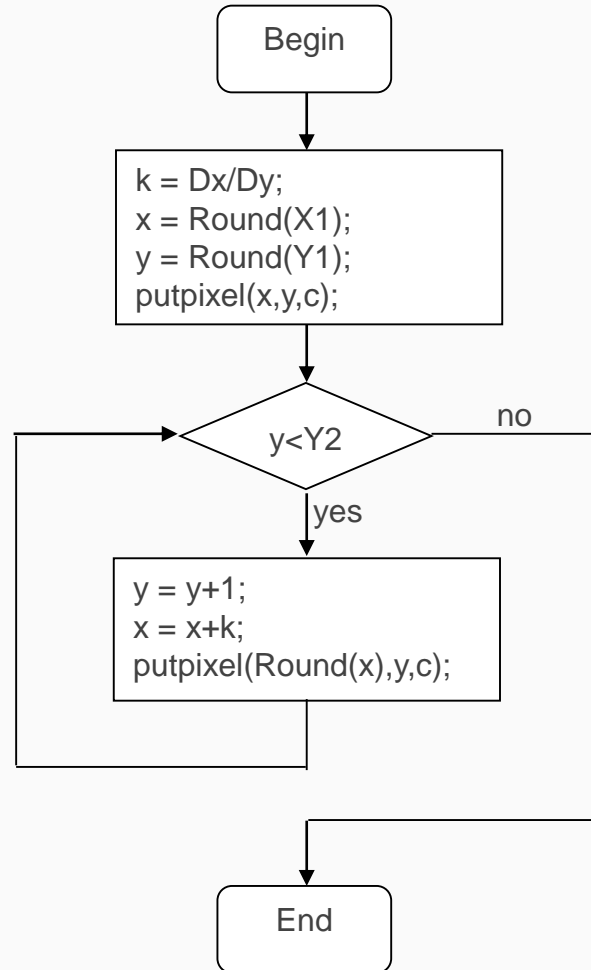 Begin
k = Dx/Dy;
x = Round(X1);
y = Round(Y1);
putpixel(x,y,c);
no
y<Y2
yes
y = y+1;
x = x+k;
putpixel(Round(x),y,c);
End